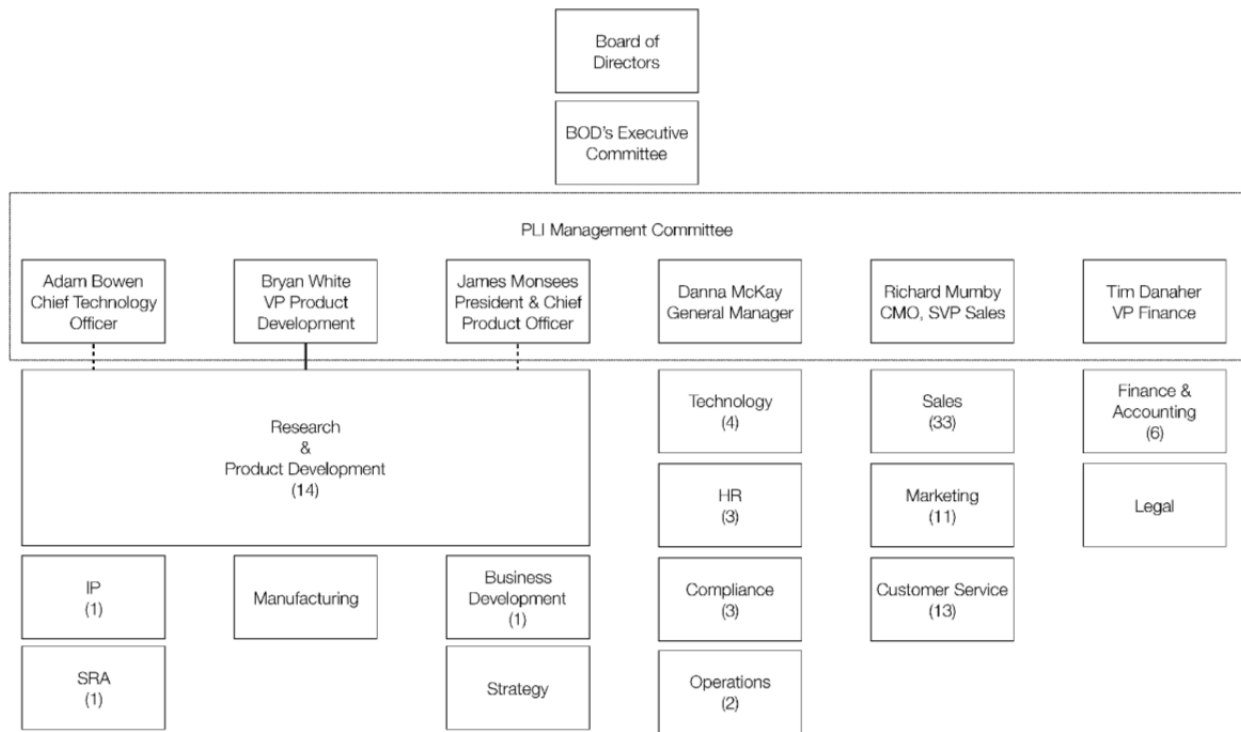 Board of
Directors
BOD's Executive
Committee
PLI Management Committee
Adam Bowen
Chief Technology
Officer
Bryan White
VP Product
Development
James Monsees
President & Chief
Product Officer
Danna McKay
General Manager
Richard Mumby
CMO, SVP Sales
Tim Danaher
VP Finance
Research
&
Product Development
(14)
Technology
(4)
Sales
(33)
Finance &
Accounting
(6)
HR
(3)
Marketing
(11)
Legal
IP
(1)
Manufacturing
Business
Development
(1)
Compliance
(3)
Customer Service
(13)
SRA
(1)
Strategy
Operations
(2)